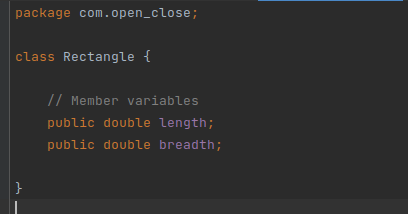 package com.open_close;
class Rectangle {
// Member variables
public double length;
public double breadth;
}